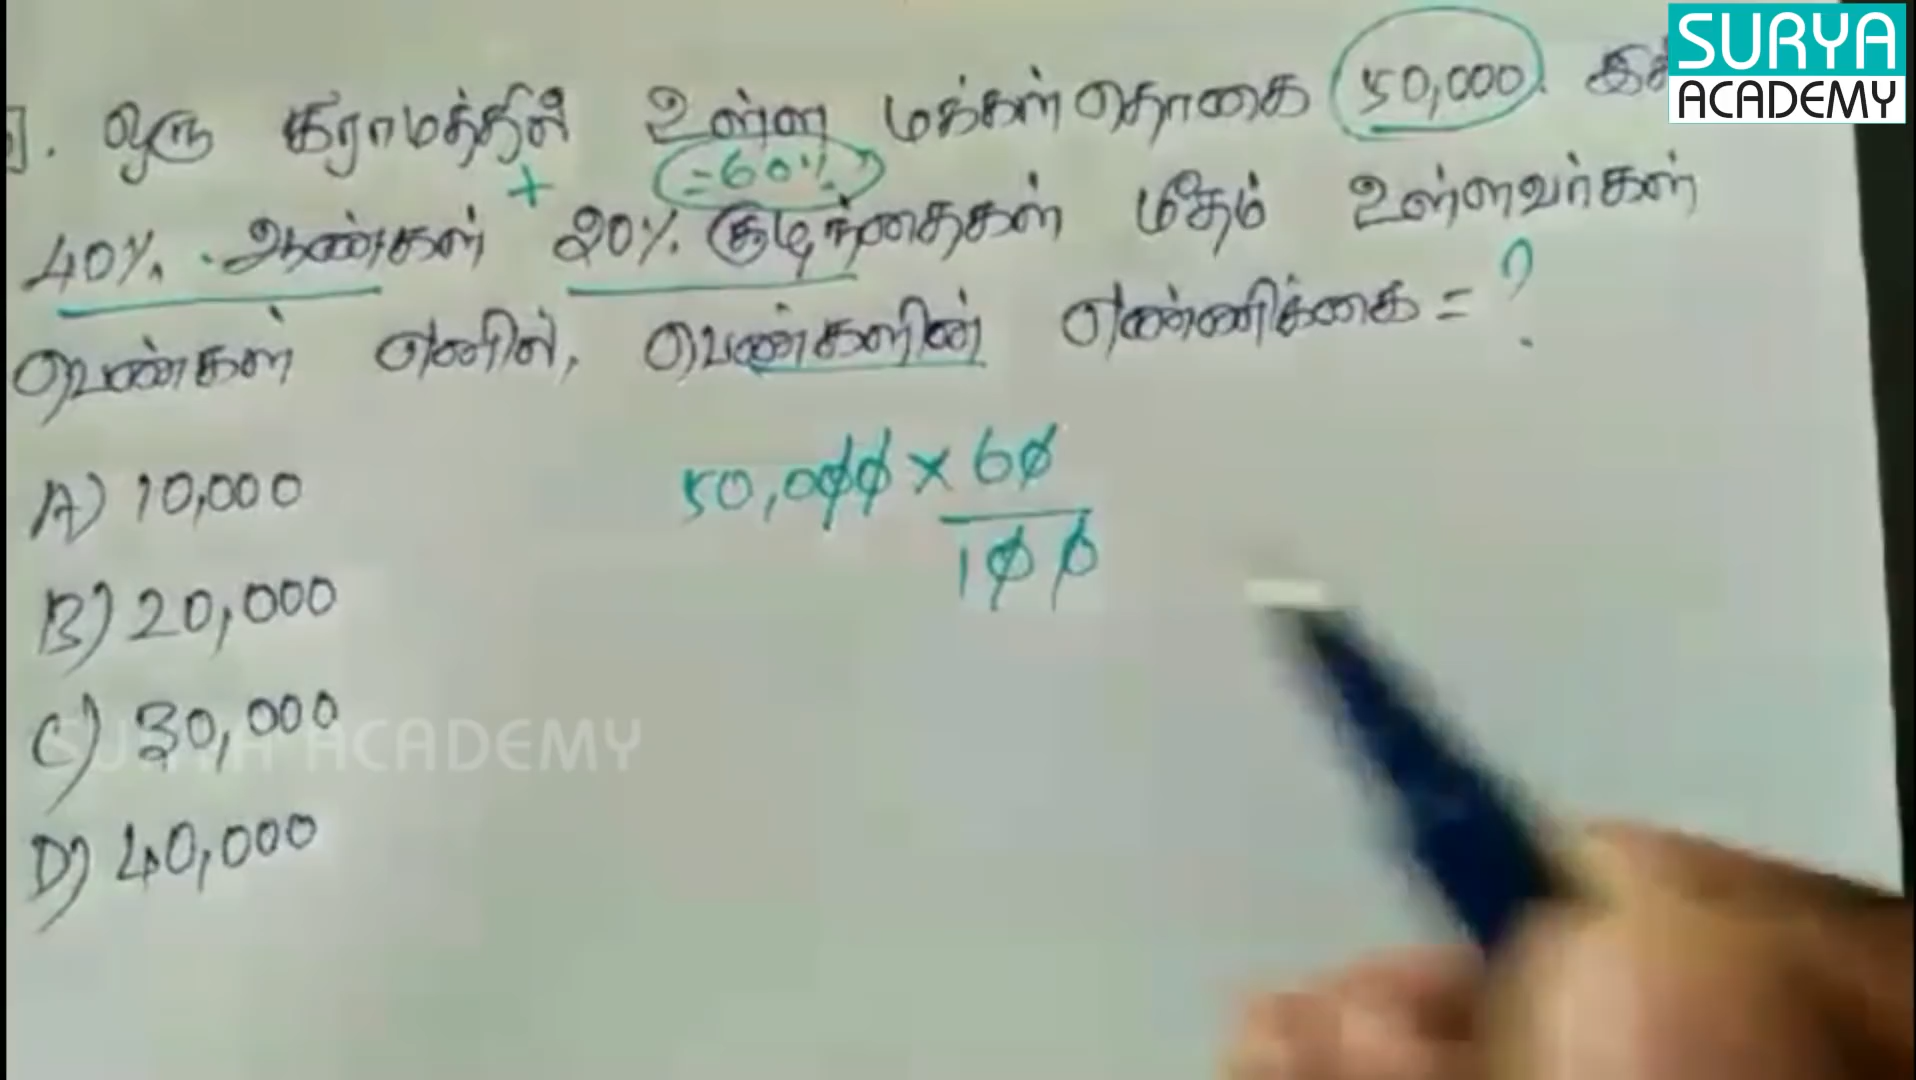 SURYA
ACADEMY
ஒரு கிராமத்தில் உள்ள மக்கள் தொகை 50,000.
+ =60%
40% ஆண்கள் 20% குழந்தைகள் மீதம் உள்ளவர்கள்
பெண்கள் எனில், பெண்களின் எண்ணிக்கை = ?
50,000 × 60
100
A) 10,000
B) 20,000
C) 30,000
D) 40,000
SURYA ACADEMY